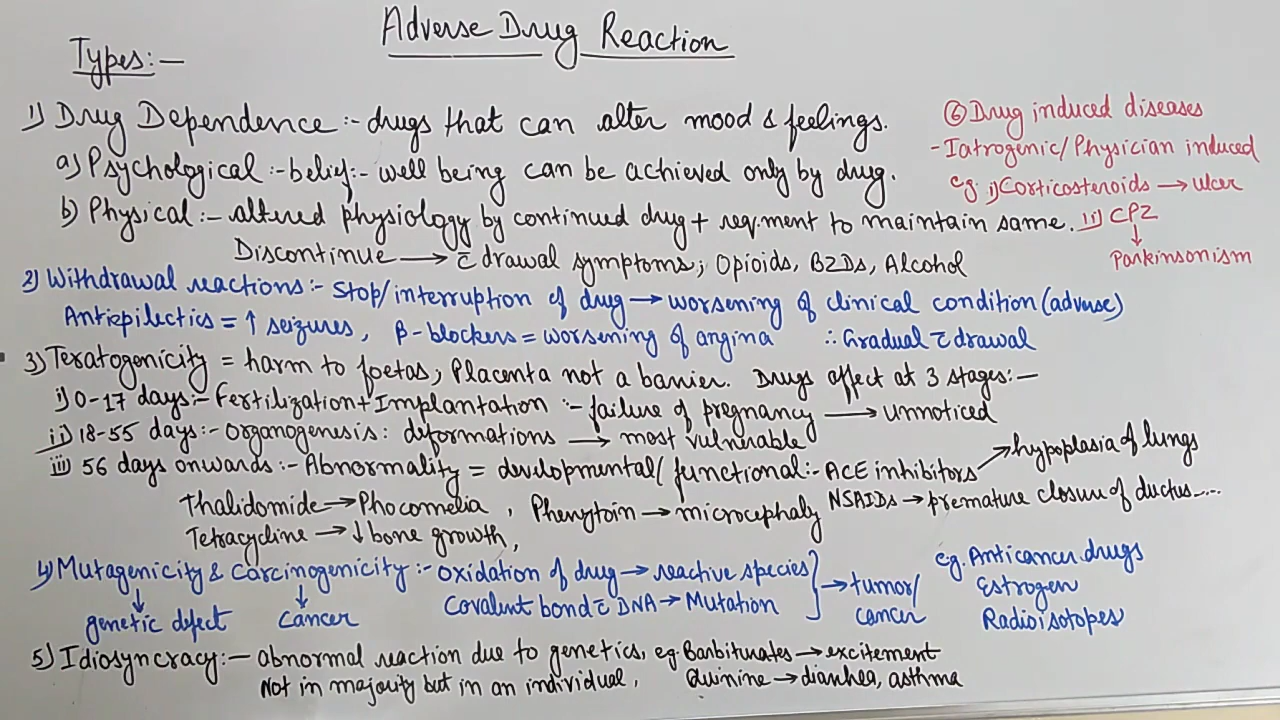 Adverse Drug Reaction
Types:-
1) Drug Dependence :- drugs that can alter mood & feelings.
a) Psychological :- belief:- well being can be achieved only by drug.
b) Physical :- altered physiology by continued drug + req.ment to maintain same.
Discontinue → c̄ drawal symptoms; Opioids, BZDs, Alcohol
2) Withdrawal reactions:- Stop/interruption of drug → worsening of clinical condition (adverse)
Antiepilectics = ↑ seizures, β-blockers = worsening of angina ∴ Gradual c̄ drawal
3) Teratogenicity = harm to foetas; Placenta not a barrier. Drugs affect at 3 stages:-
i) 0-17 days:- Fertilization + Implantation :- failure of pregnancy → unnoticed
ii) 18-55 days:- Organogenesis: deformations → most vulnerable
iii) 56 days onwards:- Abnormality = developmental/functional:- ACE inhibitors → hypoplasia of lungs
Thalidomide → Phocomelia, Phenytoin → microcephaly NSAIDs → premature closure of ductus.....
Tetracycline → ↓ bone growth,
4) Mutagenicity & Carcinogenicity :- Oxidation of drug → reactive species } → tumor/
↓ genetic defect ↓ Cancer Covalent bond c̄ DNA → Mutation cancer
eg. Anticancer drugs
Estrogen
Radioisotopes
5) Idiosyncracy:- abnormal reaction due to genetics, eg. Barbiturates → excitement
Not in majority but in an individual, Quinine → diarrhea, asthma
⑥ Drug induced diseases
- Iatrogenic/Physician induced
eg. i) Corticosteroids → ulcer
ii) CPZ
↓
Parkinsonism